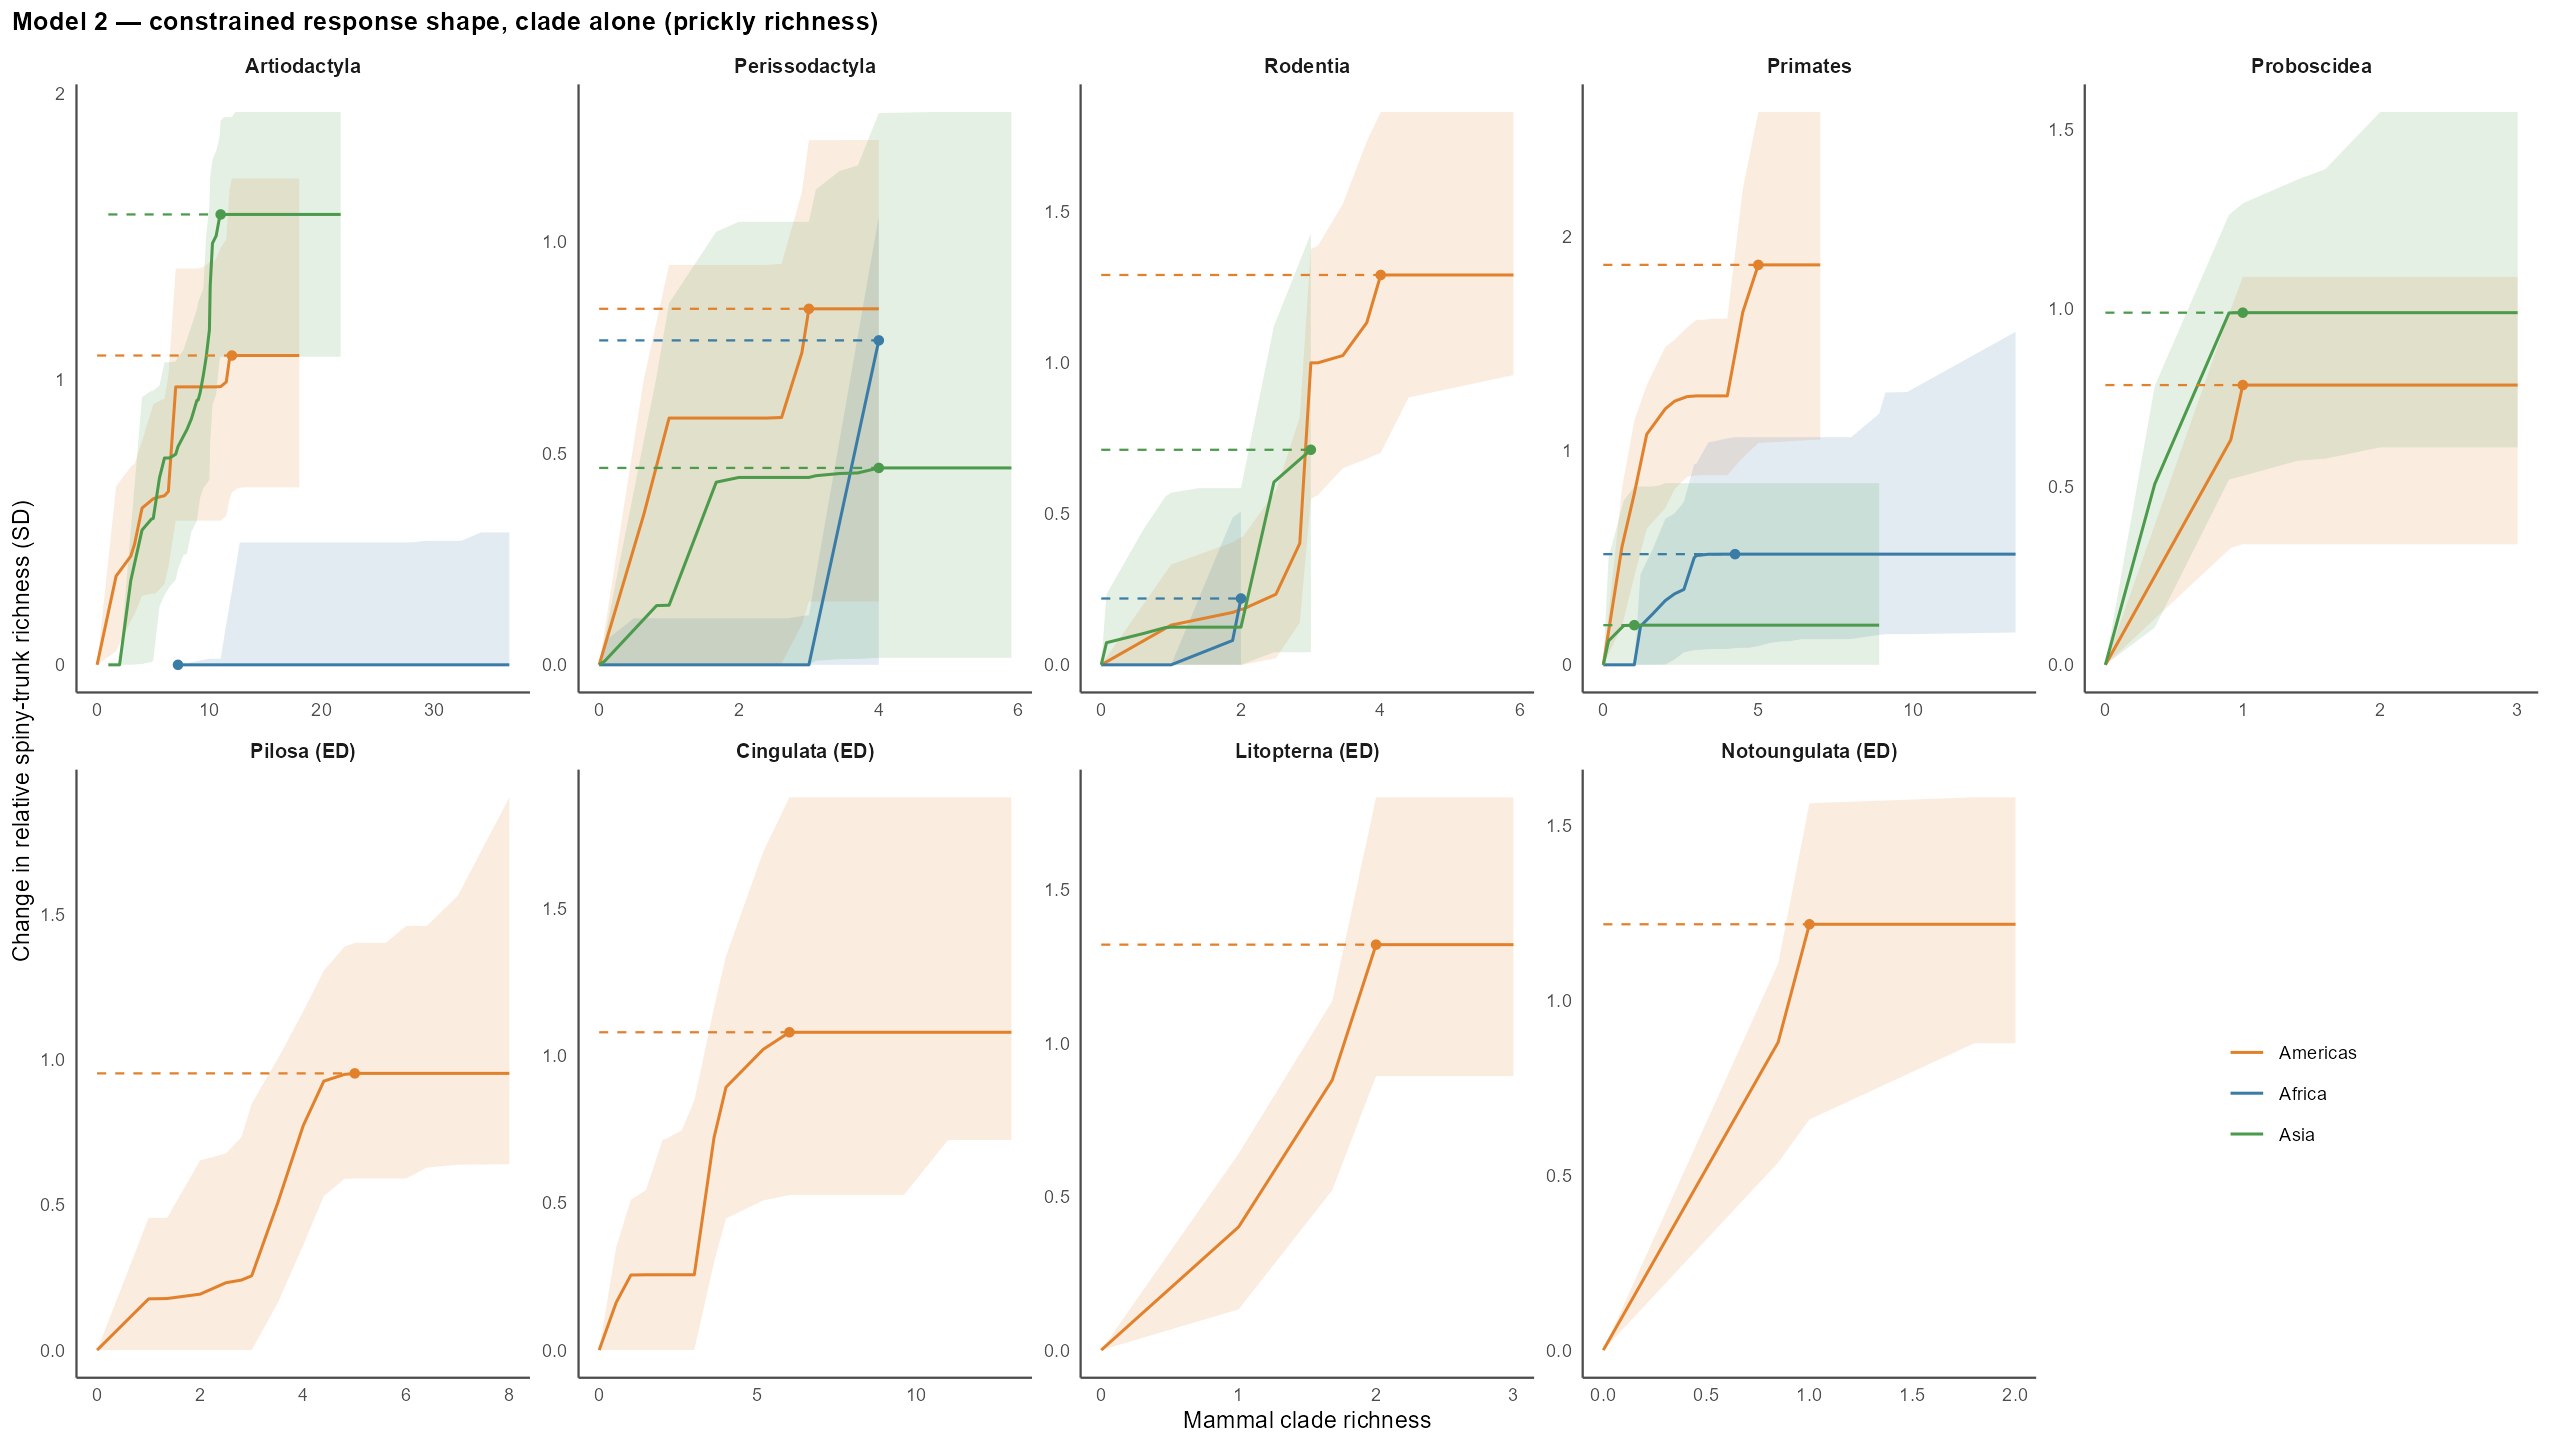 Model 2 — constrained response shape, clade alone (prickly richness)
Artiodactyla
Perissodactyla
Rodentia
Primates
Proboscidea
2
1
0
0 10 20 30
1.0
0.5
0.0
0 2 4 6
1.5
1.0
0.5
0.0
0 2 4 6
2
1
0
0 5 10
1.5
1.0
0.5
0.0
0 1 2 3
Change in relative spiny-trunk richness (SD)
Pilosa (ED)
Cingulata (ED)
Litopterna (ED)
Notoungulata (ED)
1.5
1.0
0.5
0.0
0 2 4 6 8
1.5
1.0
0.5
0.0
0 5 10
1.5
1.0
0.5
0.0
0 1 2 3
1.5
1.0
0.5
0.0
0.0 0.5 1.0 1.5 2.0
Americas
Africa
Asia
Mammal clade richness